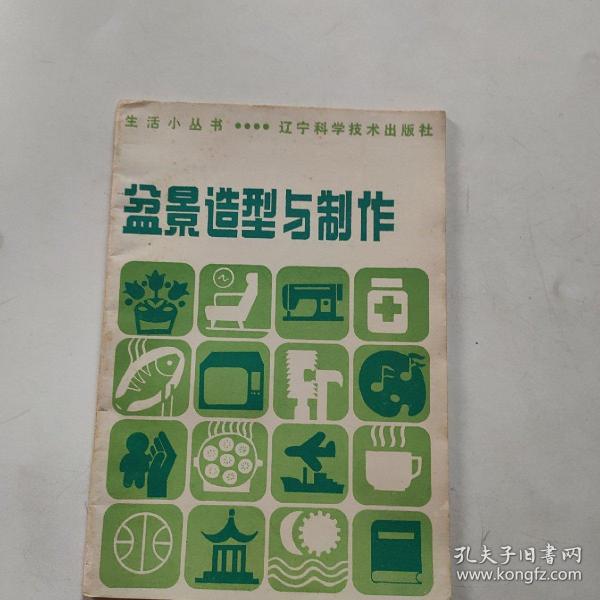 生活小丛书 •••• 辽宁科学技术出版社
盆景造型与制作
孔夫子旧书网
www.kongfz.com